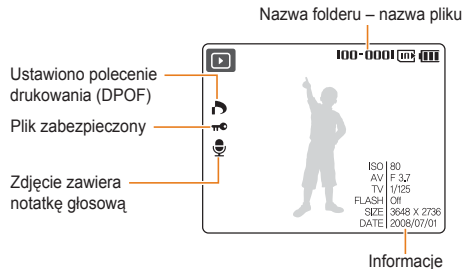 Nazwa folderu – nazwa pliku
100-0001
Ustawiono polecenie
drukowania (DPOF)
Plik zabezpieczony
Zdjęcie zawiera
notatkę głosową
ISO 80
AV F 3.7
TV 1/125
FLASH Off
SIZE 3648 X 2736
DATE 2008/07/01
Informacje